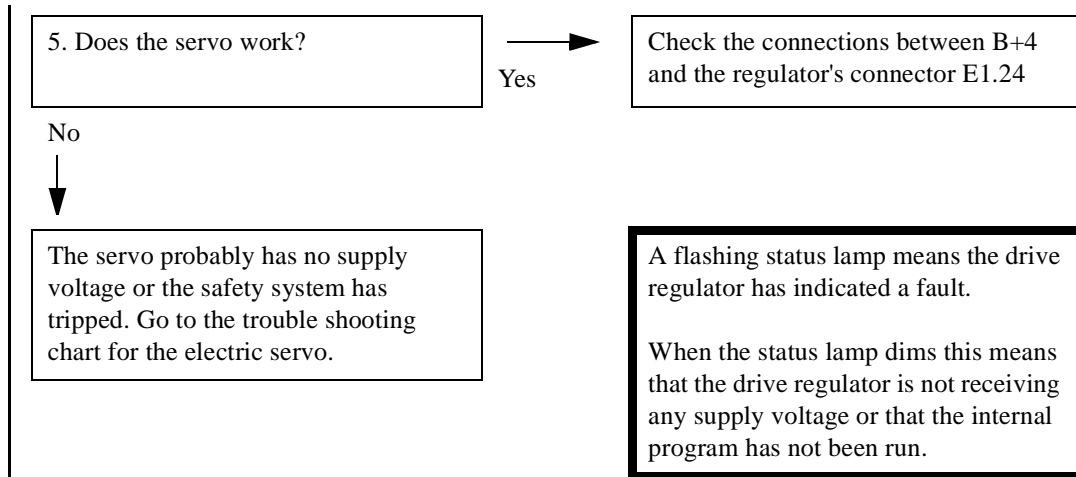 5. Does the servo work?
Yes
Check the connections between B+4
and the regulator's connector E1.24
No
The servo probably has no supply
voltage or the safety system has
tripped. Go to the trouble shooting
chart for the electric servo.
A flashing status lamp means the drive
regulator has indicated a fault.
When the status lamp dims this means
that the drive regulator is not receiving
any supply voltage or that the internal
program has not been run.